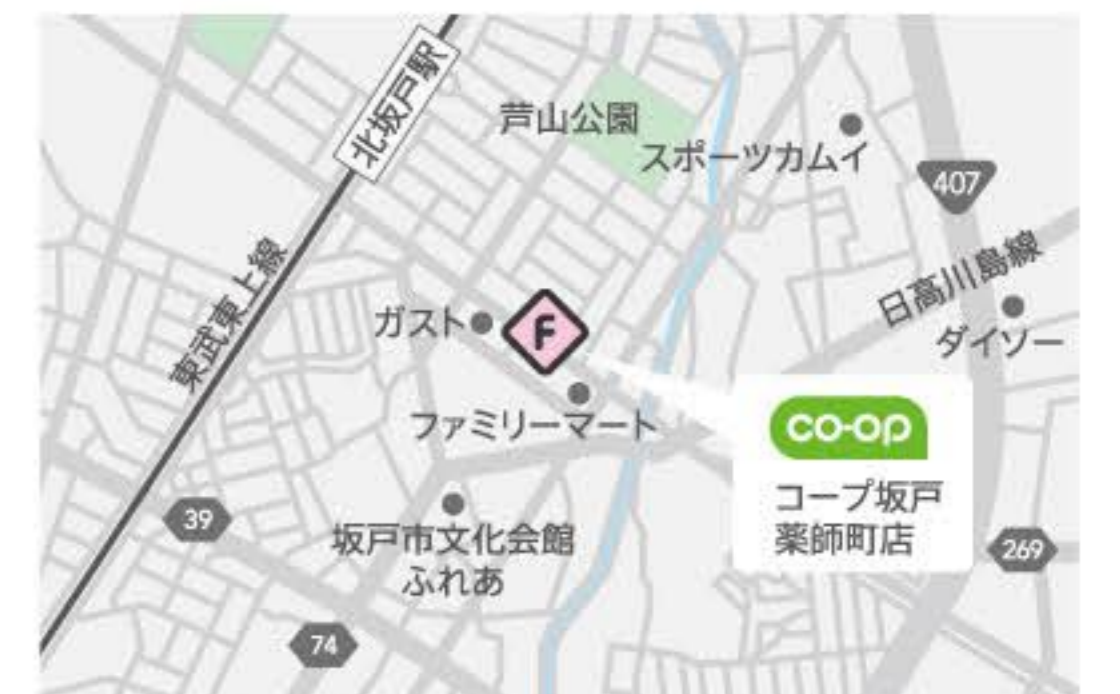 北坂戸駅
芦山公園
スポーツカムイ
407
東武東上線
日高川島線
ガスト
F
ダイソー
ファミリーマート
co-op
コープ坂戸
薬師町店
39
坂戸市文化会館
ふれあ
269
74